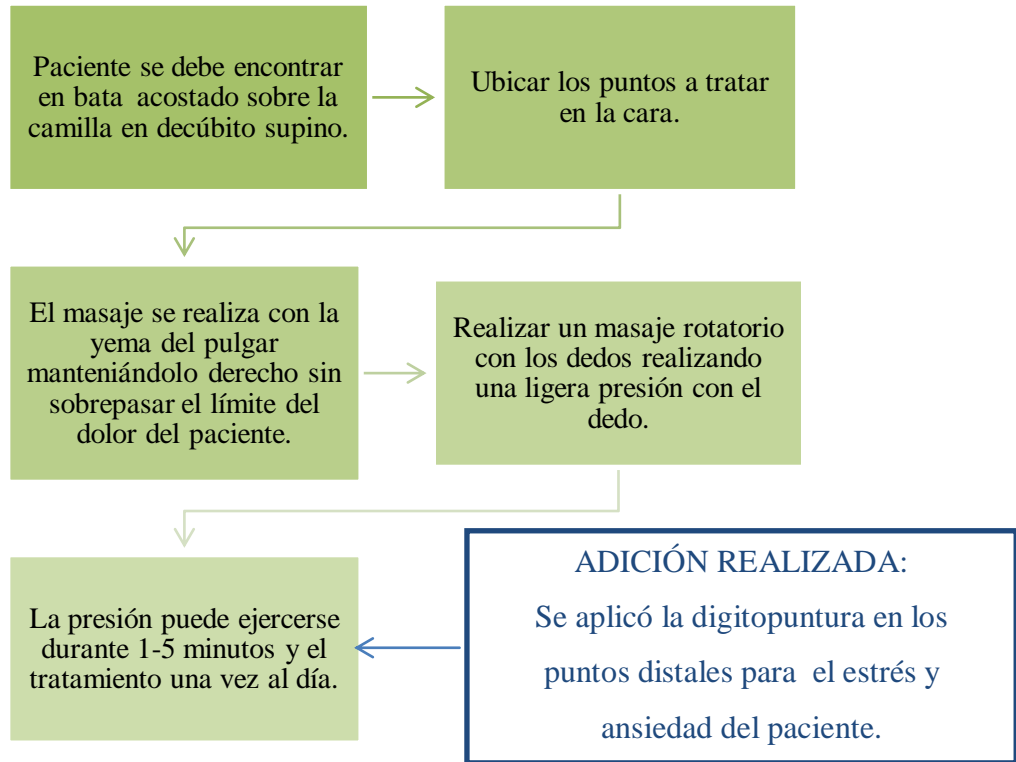 Paciente se debe encontrar
en bata acostado sobre la
camilla en decúbito supino.
Ubicar los puntos a tratar
en la cara.
El masaje se realiza con la
yema del pulgar
manteniándolo derecho sin
sobrepasar el límite del
dolor del paciente.
Realizar un masaje rotatorio
con los dedos realizando
una ligera presión con el
dedo.
La presión puede ejercerse
durante 1-5 minutos y el
tratamiento una vez al día.
ADICIÓN REALIZADA:
Se aplicó la digitopuntura en los
puntos distales para el estrés y
ansiedad del paciente.